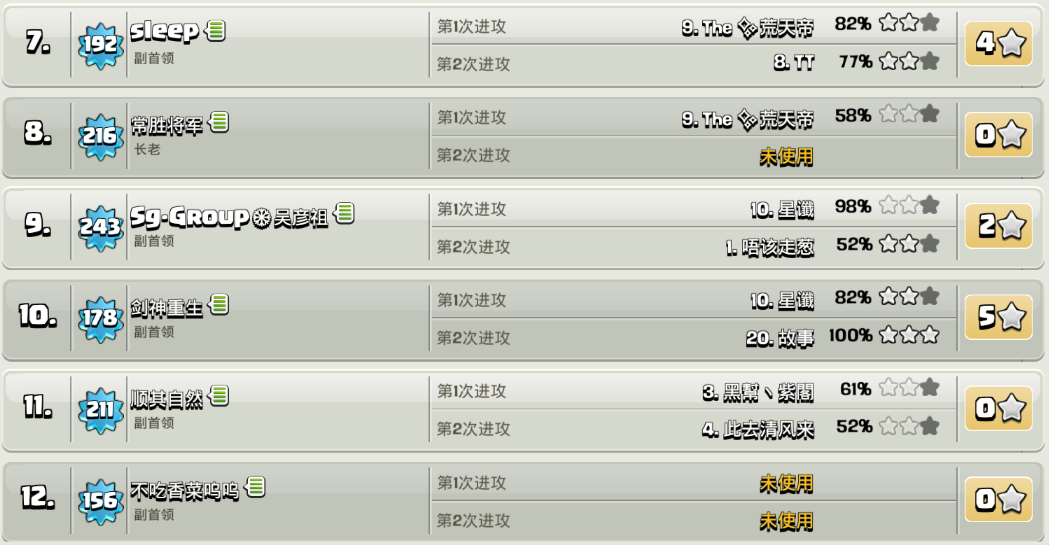 7. 192 sleep 第1次进攻 9. The 荒天帝 82% 4
副首领 第2次进攻 8. TT 77%
8. 216 常胜将军 第1次进攻 9. The 荒天帝 58% 0
长老 第2次进攻 未使用
9. 243 Sg·Group 吴彦祖 第1次进攻 10. 星谶 98% 2
副首领 第2次进攻 1. 唔该走葱 52%
10. 178 剑神重生 第1次进攻 10. 星谶 82% 5
副首领 第2次进攻 20. 故事 100%
11. 211 顺其自然 第1次进攻 3. 黑幫丶紫閣 61% 0
副首领 第2次进攻 4. 此去清风来 52%
12. 156 不吃香菜呜呜 第1次进攻 未使用 0
副首领 第2次进攻 未使用